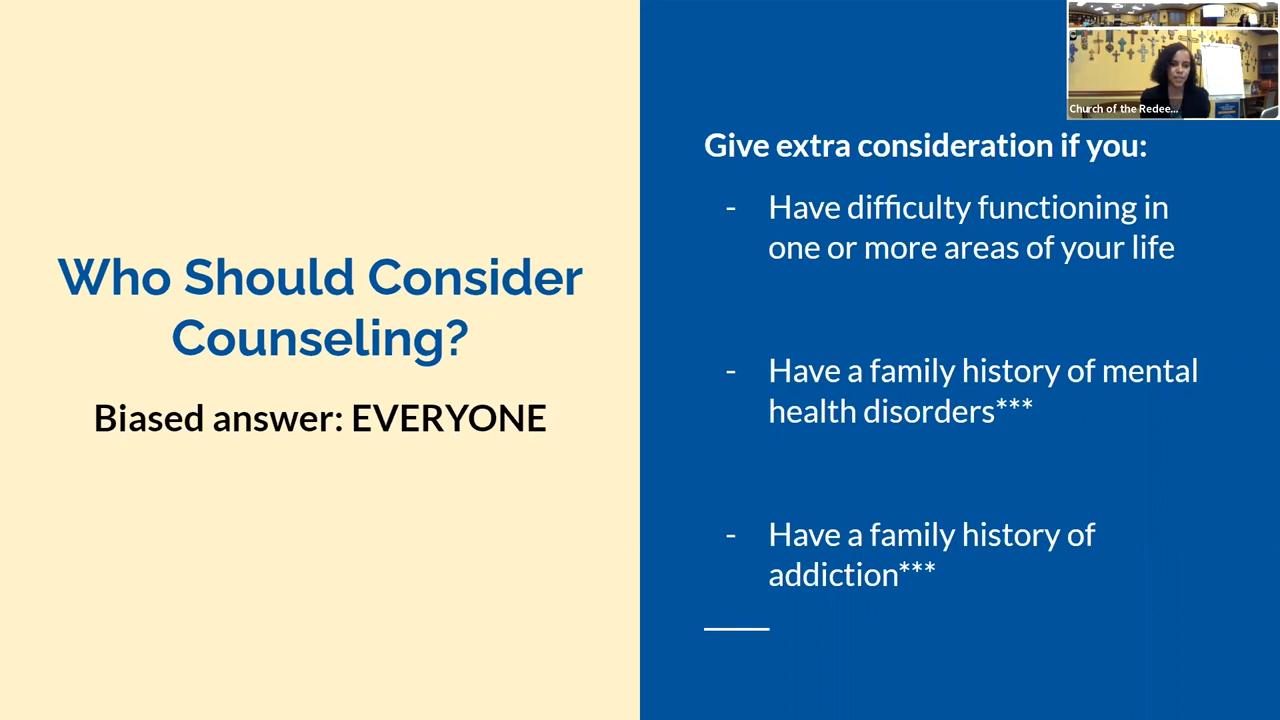 Who Should Consider
Counseling?
Biased answer: EVERYONE
Church of the Redee...
Give extra consideration if you:
- Have difficulty functioning in
one or more areas of your life
- Have a family history of mental
health disorders***
- Have a family history of
addiction***